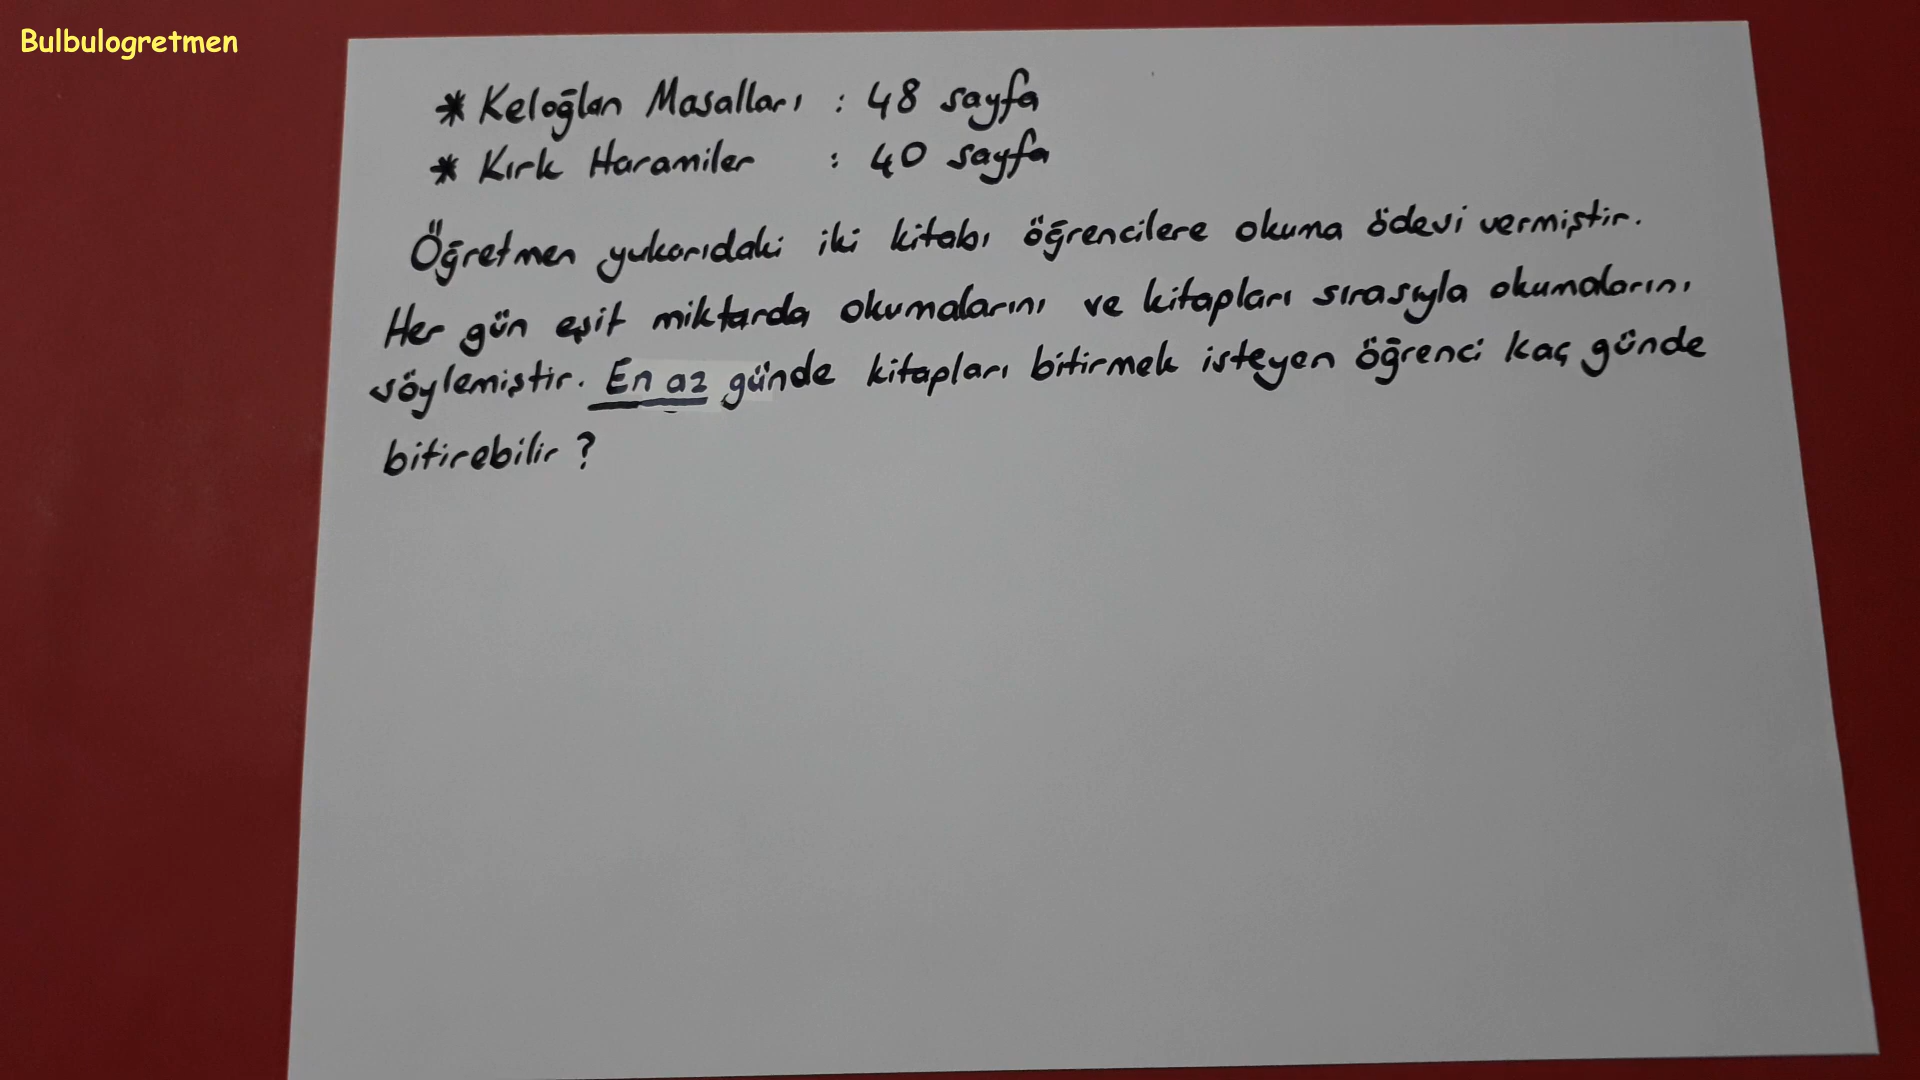 Bulbulogretmen
* Keloğlan Masalları : 48 sayfa
* Kırk Haramiler : 40 sayfa
Öğretmen yukarıdaki iki kitabı öğrencilere okuma ödevi vermiştir.
Her gün eşit miktarda okumalarını ve kitapları sırasıyla okumalarını
söylemiştir. En az günde kitapları bitirmek isteyen öğrenci kaç günde
bitirebilir ?